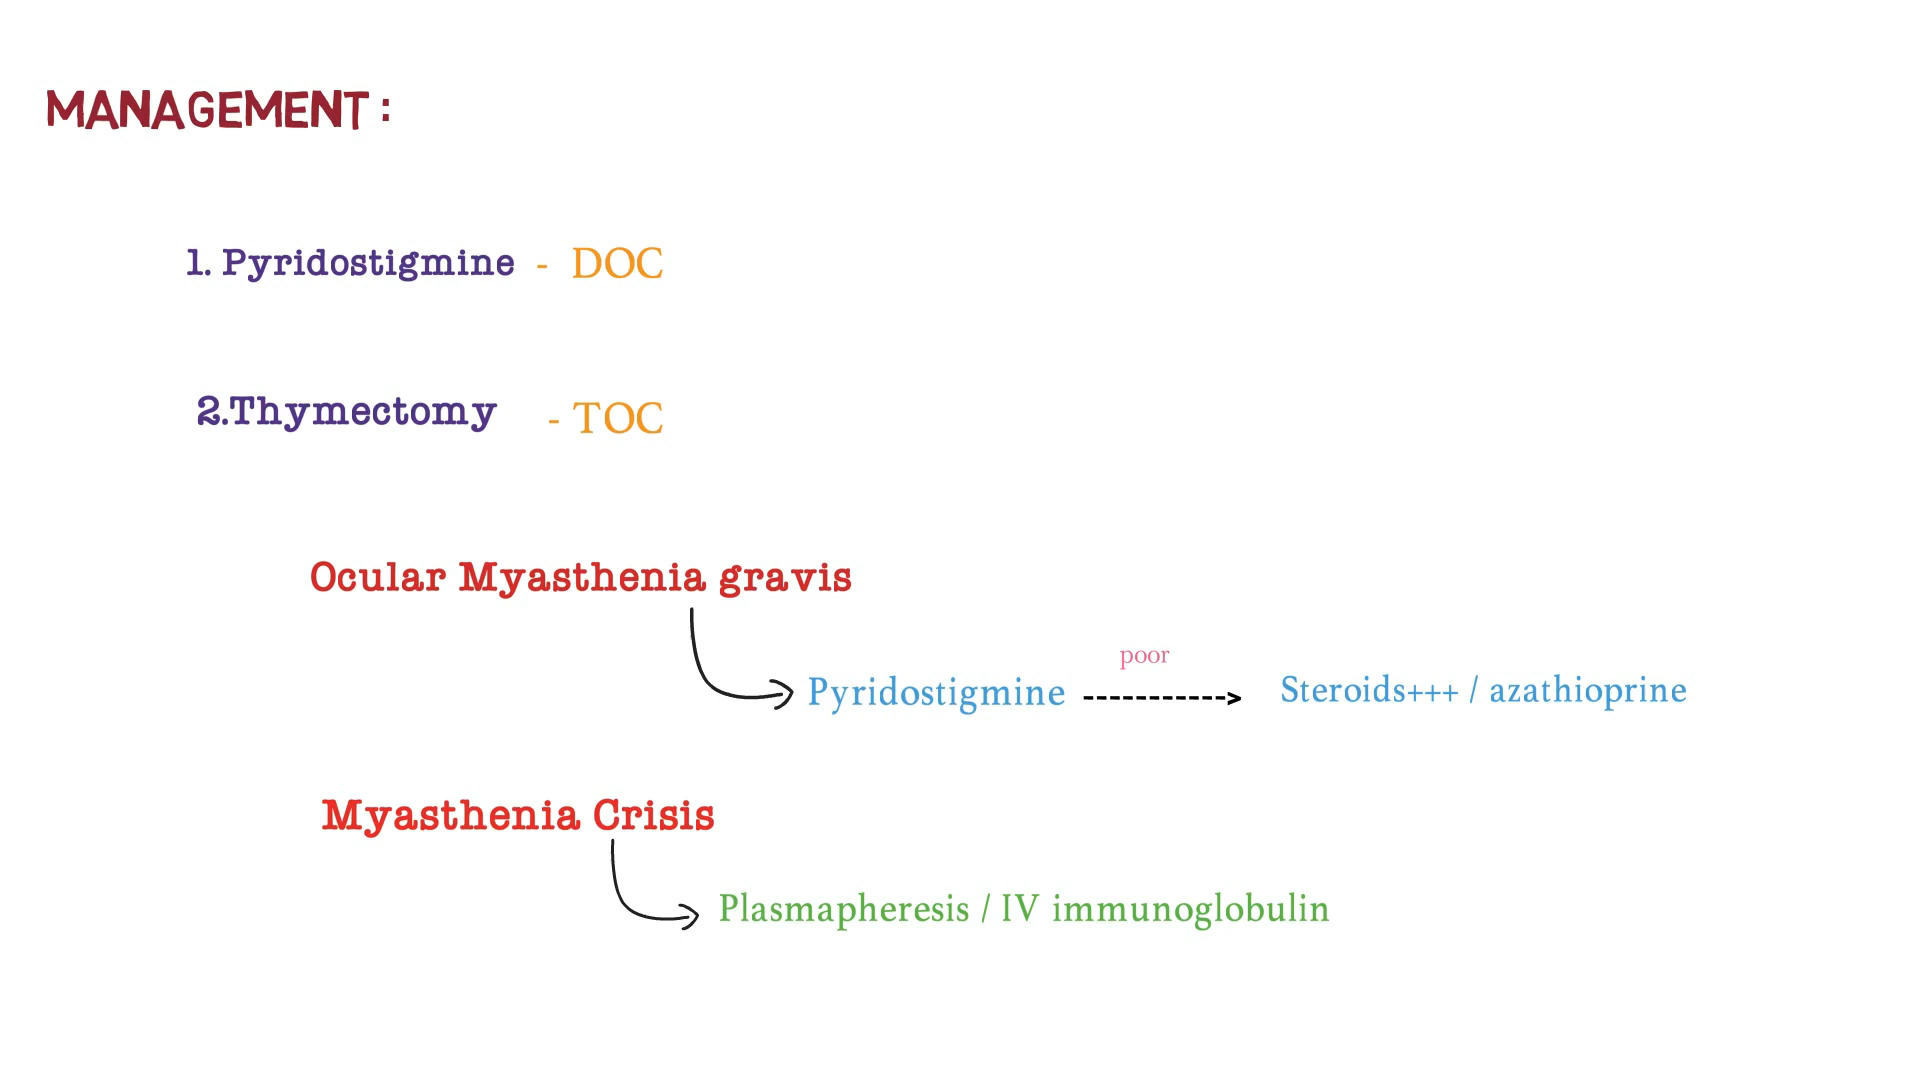 MANAGEMENT :
1. Pyridostigmine - DOC
2.Thymectomy - TOC
Ocular Myasthenia gravis
poor
Pyridostigmine ----------> Steroids+++ / azathioprine
Myasthenia Crisis
Plasmapheresis / IV immunoglobulin